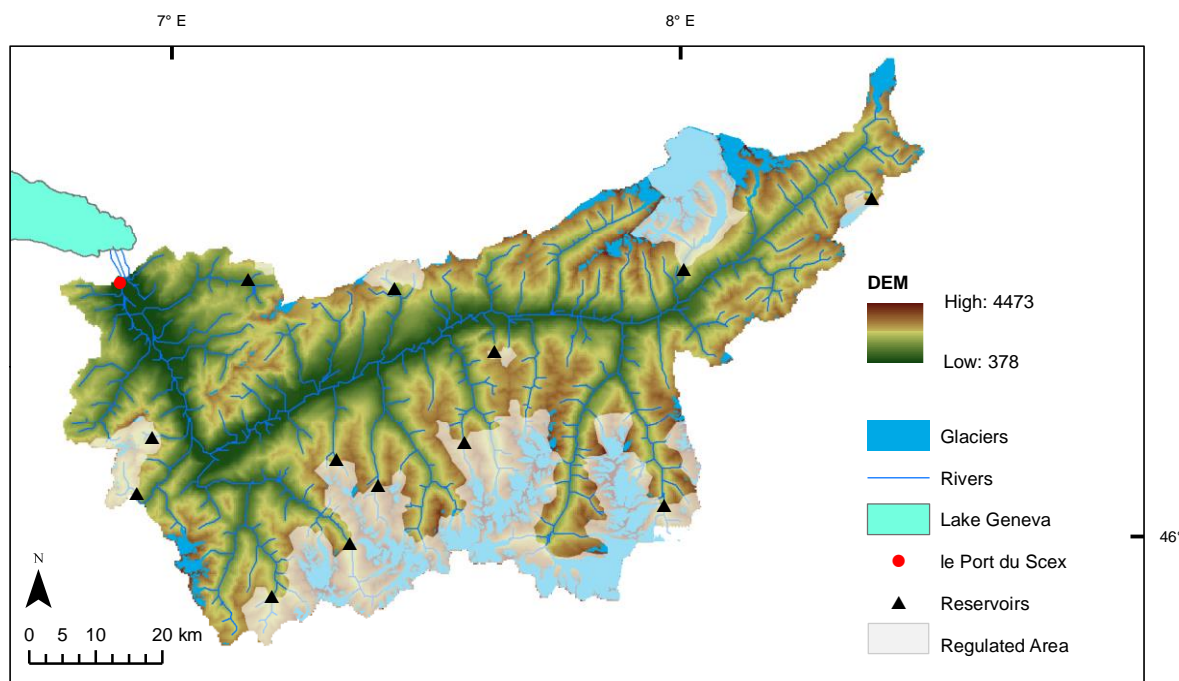 7° E
8° E
DEM
High: 4473
Low: 378
Glaciers
Rivers
Lake Geneva
le Port du Scex
Reservoirs
Regulated Area
46°
N
0 5 10 20 km